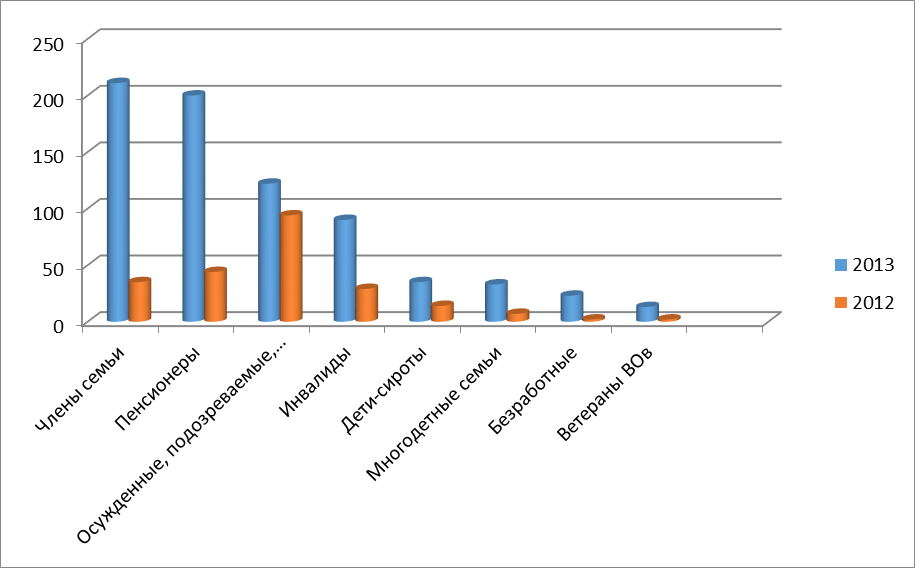 250
200
150
100
50
0
Члены семьи
Пенсионеры
Осужденные, подозреваемые,...
Инвалиды
Дети-сироты
Многодетные семьи
Безработные
Ветераны ВОв
2013
2012